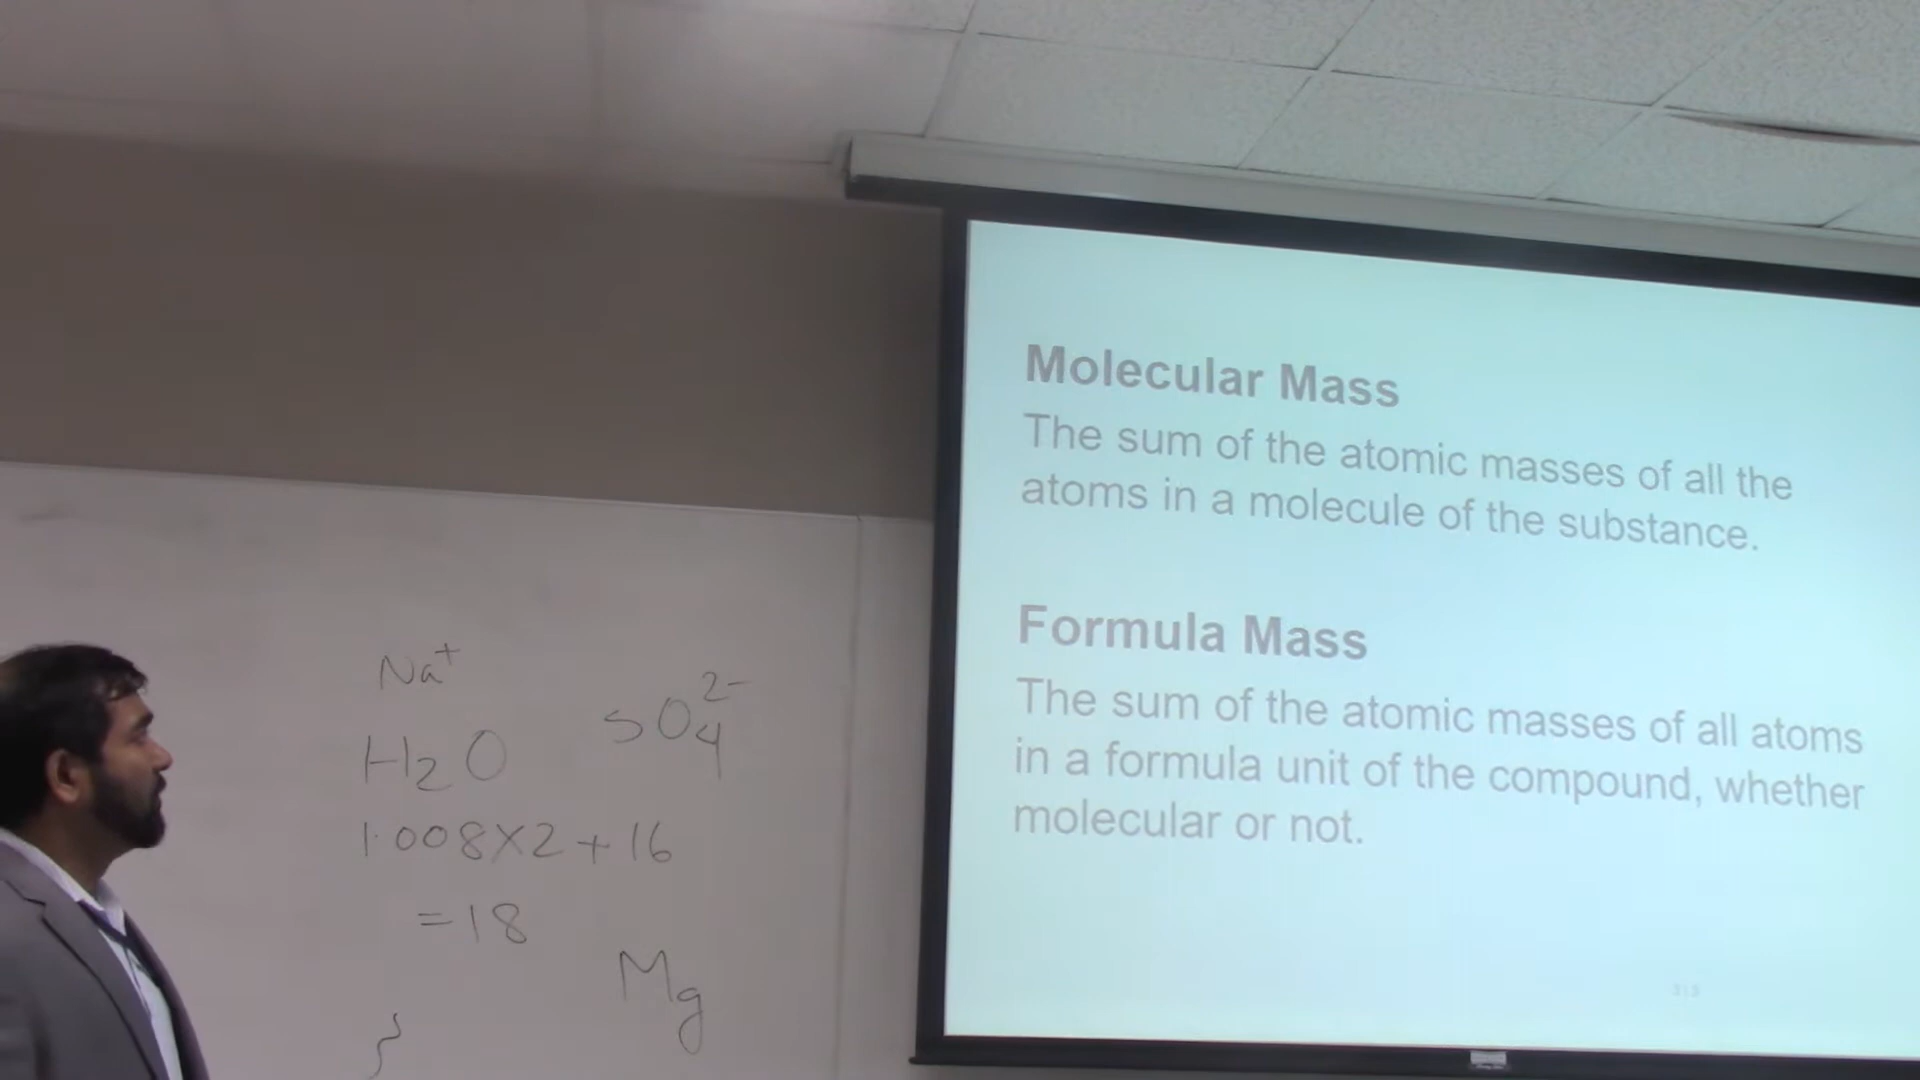 Molecular Mass
The sum of the atomic masses of all the
atoms in a molecule of the substance.
Formula Mass
The sum of the atomic masses of all atoms
in a formula unit of the compound, whether
molecular or not.
Na⁺
H₂O
SO₄²⁻
1.008×2+16
=18
Mg